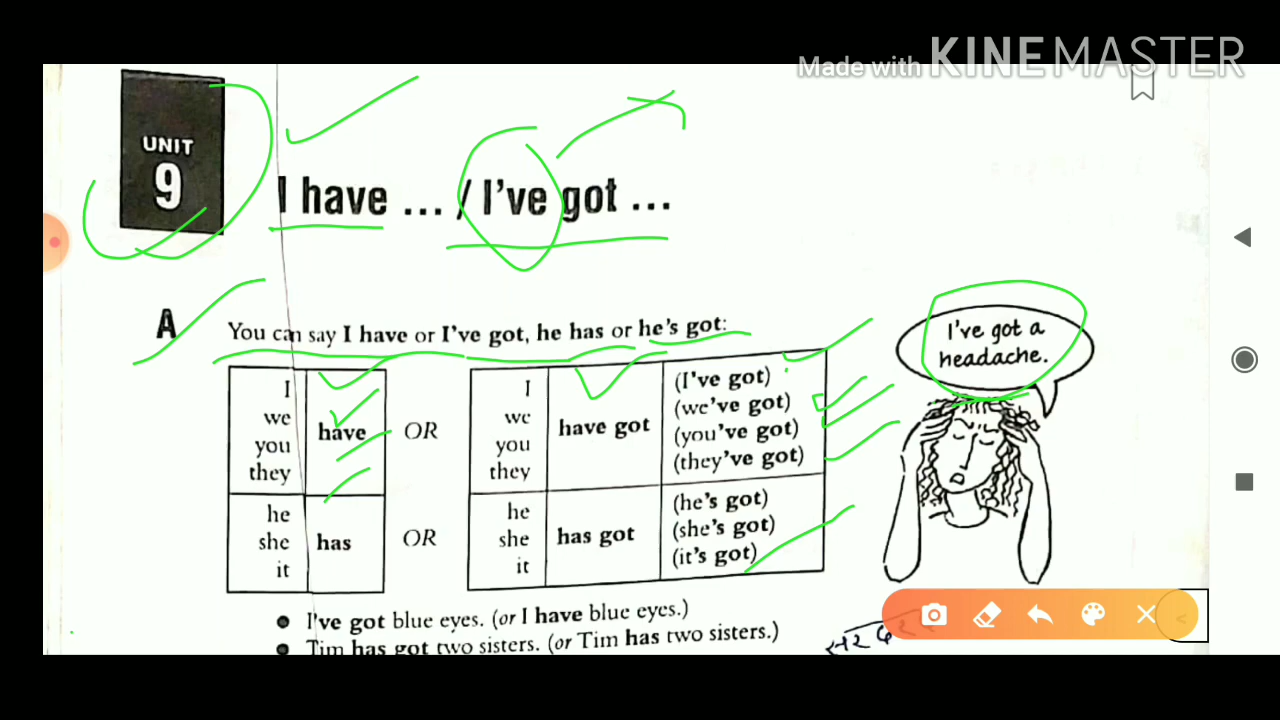 Made with KINEMASTER
UNIT
9
I have ... / I've got ...
A
You can say I have or I've got, he has or he's got:
I
we
you
they
have
OR
I
we
you
they
have got
(I've got)
(we've got)
(you've got)
(they've got)
he
she
it
has
OR
he
she
it
has got
(he's got)
(she's got)
(it's got)
I've got a
headache.
I've got blue eyes. (or I have blue eyes.)
Tim has got two sisters. (or Tim has two sisters.)